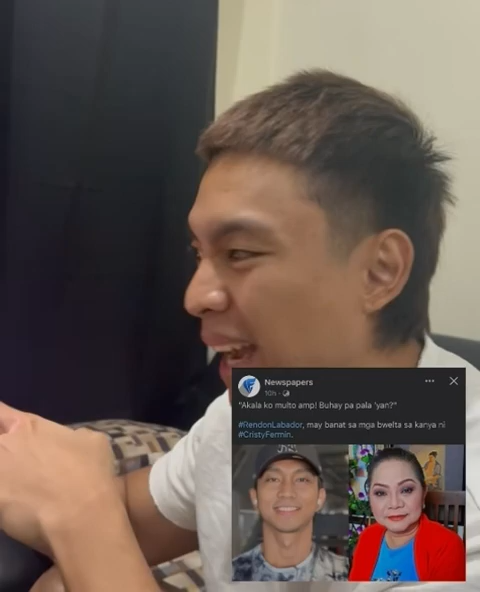 Newspapers
10h ·
"Akala ko multo amp! Buhay pa pala 'yan?"
#RendonLabador, may banat sa mga bwelta sa kanya ni
#CristyFermin.